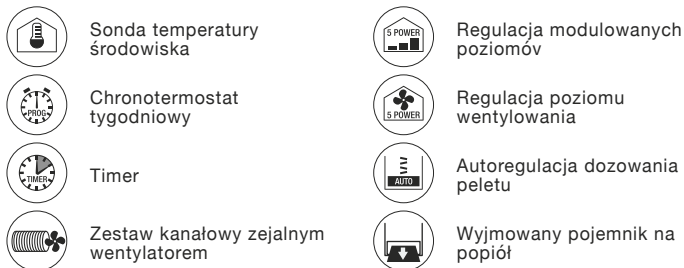 Sonda temperatury
środowiska
PROG.
Chronotermostat
tygodniowy
TIMER
Timer
Zestaw kanałowy zejalnym
wentylatorem
5 POWER
Regulacja modulowanych
poziomóv
5 POWER
Regulacja poziomu
wentylowania
AUTO
Autoregulacja dozowania
peletu
Wyjmowany pojemnik na
popiół